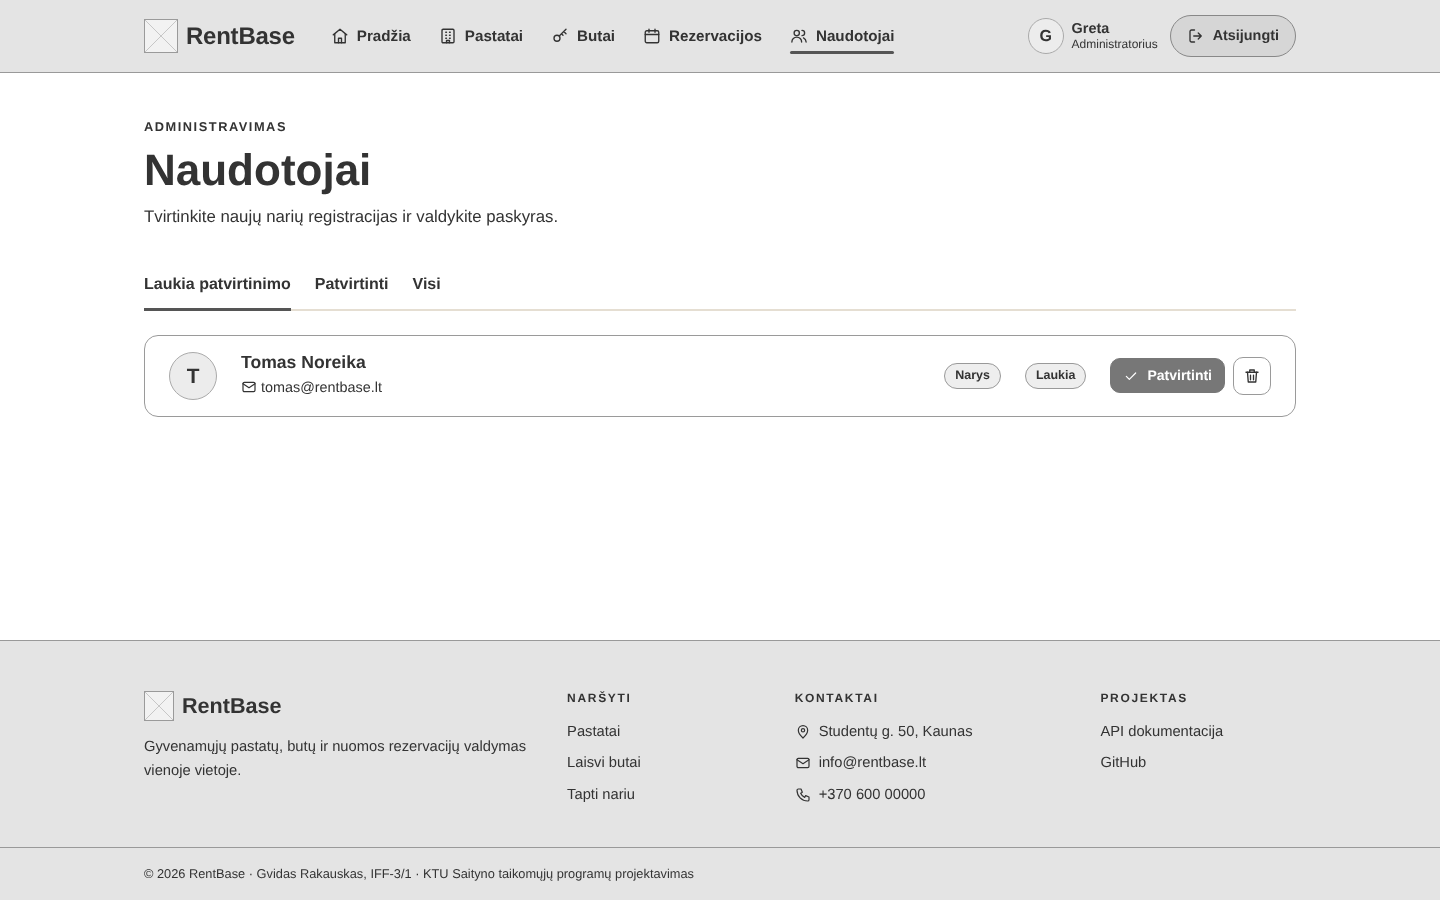 RentBase
Pradžia
Pastatai
Butai
Rezervacijos
Naudotojai
G
Greta
Administratorius
Atsijungti
ADMINISTRAVIMAS
Naudotojai
Tvirtinkite naujų narių registracijas ir valdykite paskyras.
Laukia patvirtinimo
Patvirtinti
Visi
T
Tomas Noreika
tomas@rentbase.lt
Narys
Laukia
Patvirtinti
RentBase
Gyvenamųjų pastatų, butų ir nuomos rezervacijų valdymas
vienoje vietoje.
NARŠYTI
Pastatai
Laisvi butai
Tapti nariu
KONTAKTAI
Studentų g. 50, Kaunas
info@rentbase.lt
+370 600 00000
PROJEKTAS
API dokumentacija
GitHub
© 2026 RentBase · Gvidas Rakauskas, IFF-3/1 · KTU Saityno taikomųjų programų projektavimas